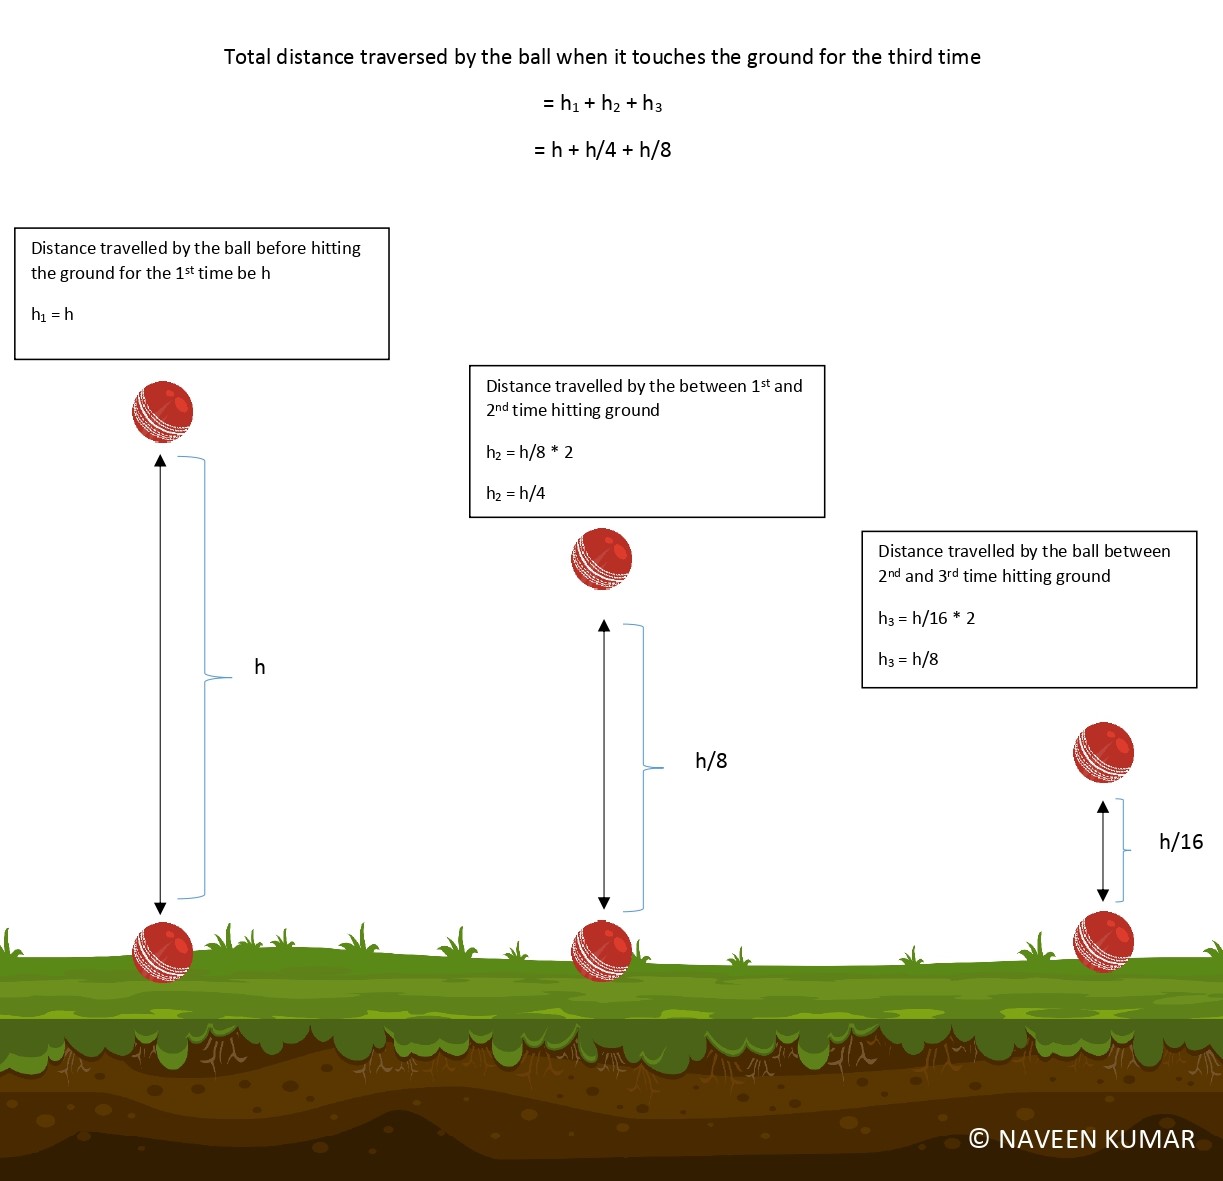 Total distance traversed by the ball when it touches the ground for the third time
= h₁ + h₂ + h₃
= h + h/4 + h/8
Distance travelled by the ball before hitting
the ground for the 1ˢᵗ time be h
h₁ = h
Distance travelled by the between 1ˢᵗ and
2ⁿᵈ time hitting ground
h₂ = h/8 * 2
h₂ = h/4
Distance travelled by the ball between
2ⁿᵈ and 3ʳᵈ time hitting ground
h₃ = h/16 * 2
h₃ = h/8
h
h/8
h/16
© NAVEEN KUMAR